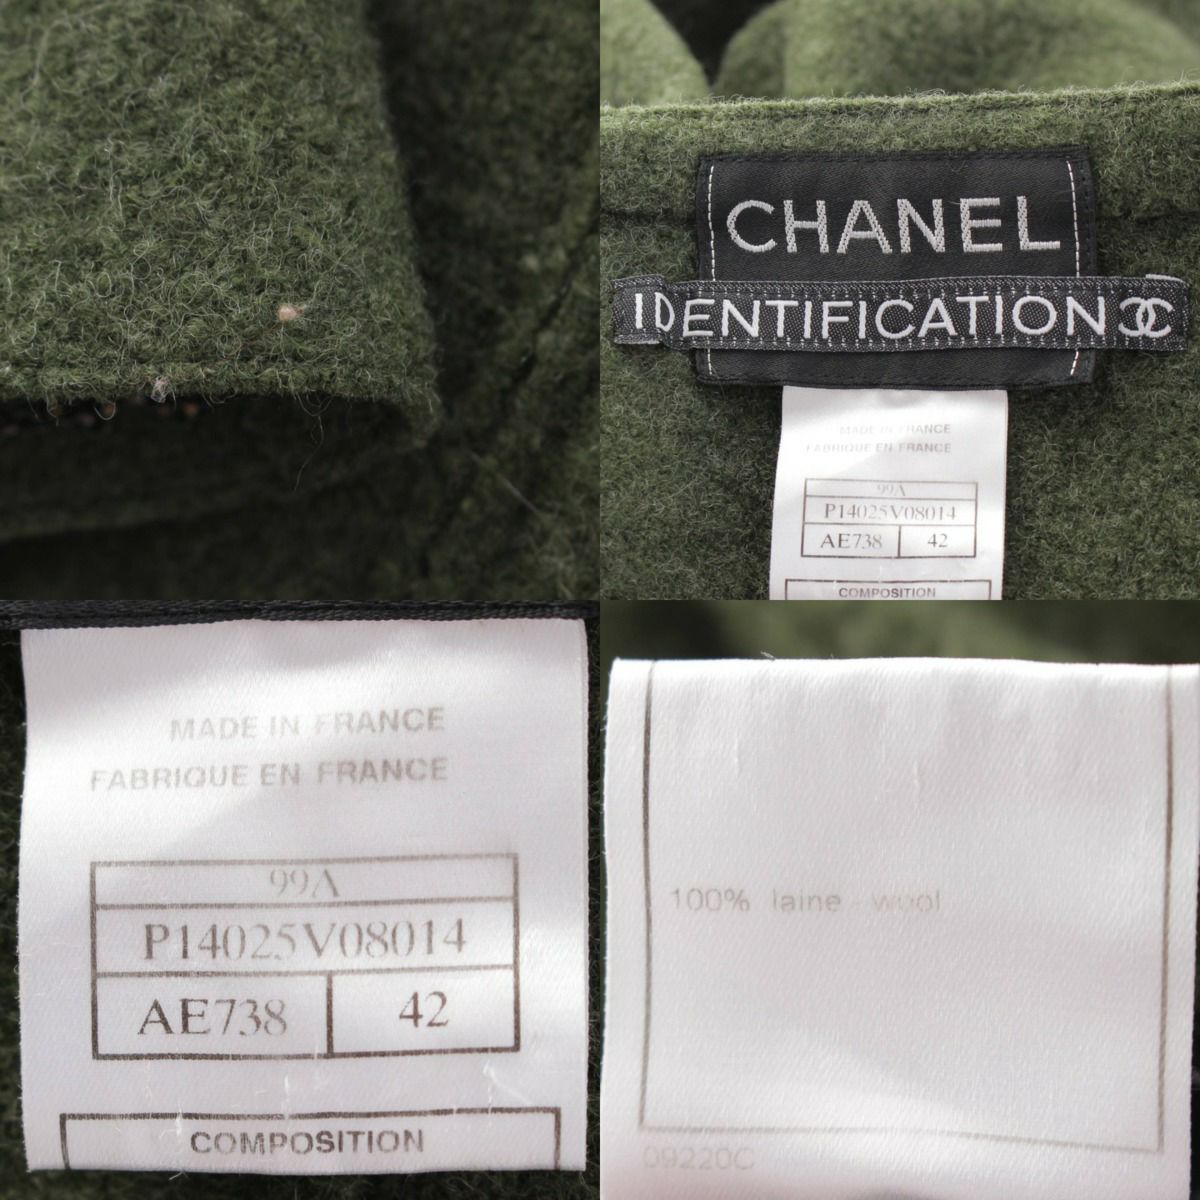 CHANEL
IDENTIFICATION
MADE IN FRANCE
FABRIQUE EN FRANCE
99A
P14025V08014
AE738 42
COMPOSITION
MADE IN FRANCE
FABRIQUE EN FRANCE
99A
P14025V08014
AE738 42
COMPOSITION
100% laine - wool
09220C